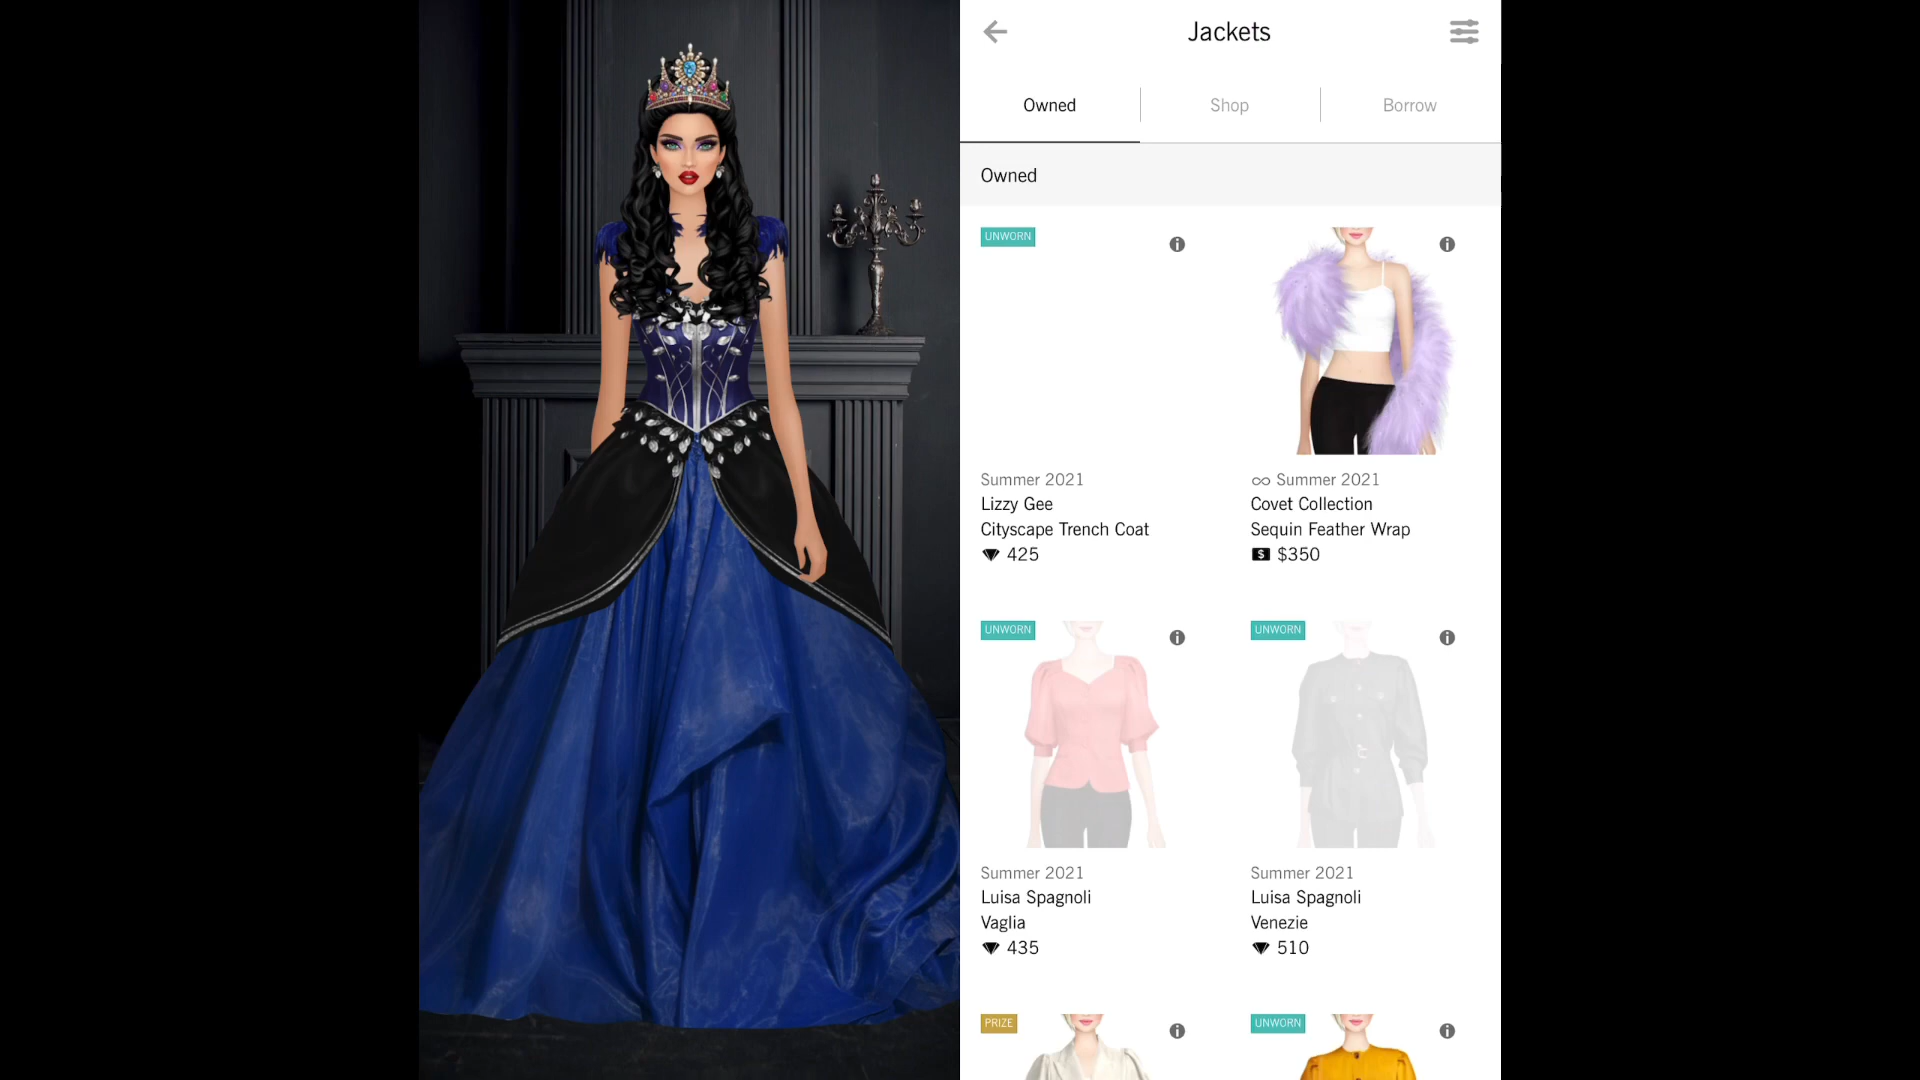 Jackets
Owned
Shop
Borrow
Owned
UNWORN
Summer 2021
Lizzy Gee
Cityscape Trench Coat
425
Summer 2021
Covet Collection
Sequin Feather Wrap
$ $350
UNWORN
Summer 2021
Luisa Spagnoli
Vaglia
435
UNWORN
Summer 2021
Luisa Spagnoli
Venezie
510
PRIZE
UNWORN